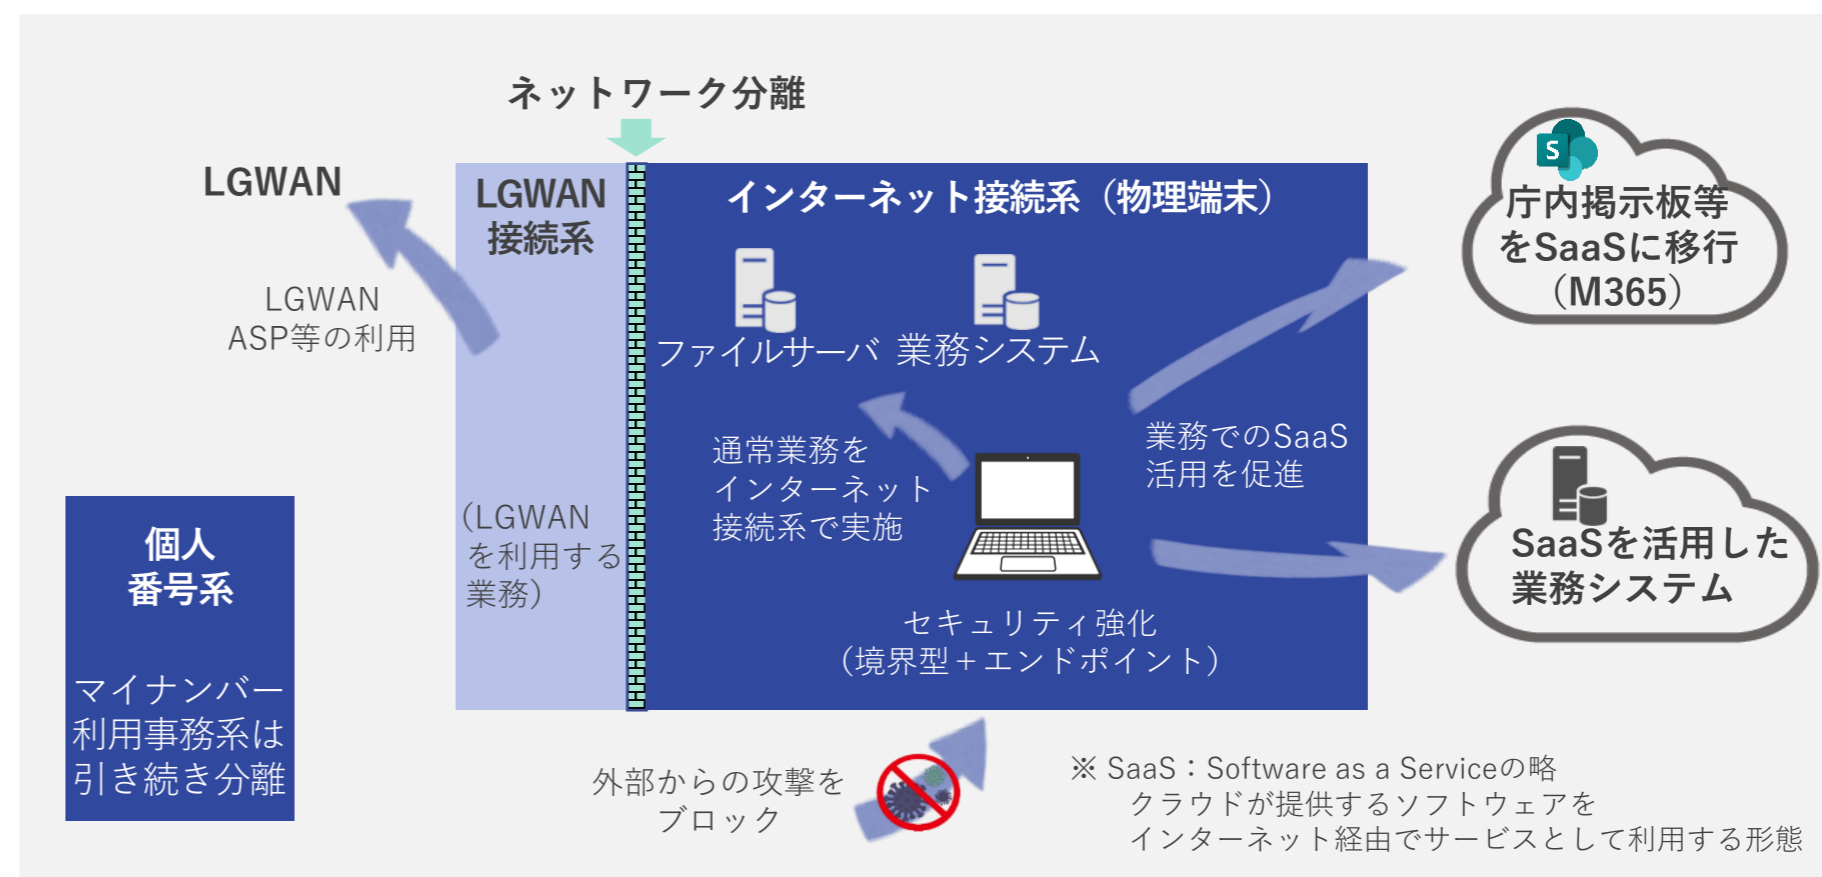 ネットワーク分離
LGWAN
LGWAN
ASP等の利用
LGWAN
接続系
(LGWAN
を利用する
業務)
インターネット接続系（物理端末）
ファイルサーバ
業務システム
通常業務を
インターネット
接続系で実施
業務でのSaaS
活用を促進
セキュリティ強化
（境界型＋エンドポイント）
S
庁内掲示板等
をSaaSに移行
（M365）
SaaSを活用した
業務システム
個人
番号系
マイナンバー
利用事務系は
引き続き分離
外部からの攻撃を
ブロック
※ SaaS：Software as a Serviceの略
クラウドが提供するソフトウェアを
インターネット経由でサービスとして利用する形態